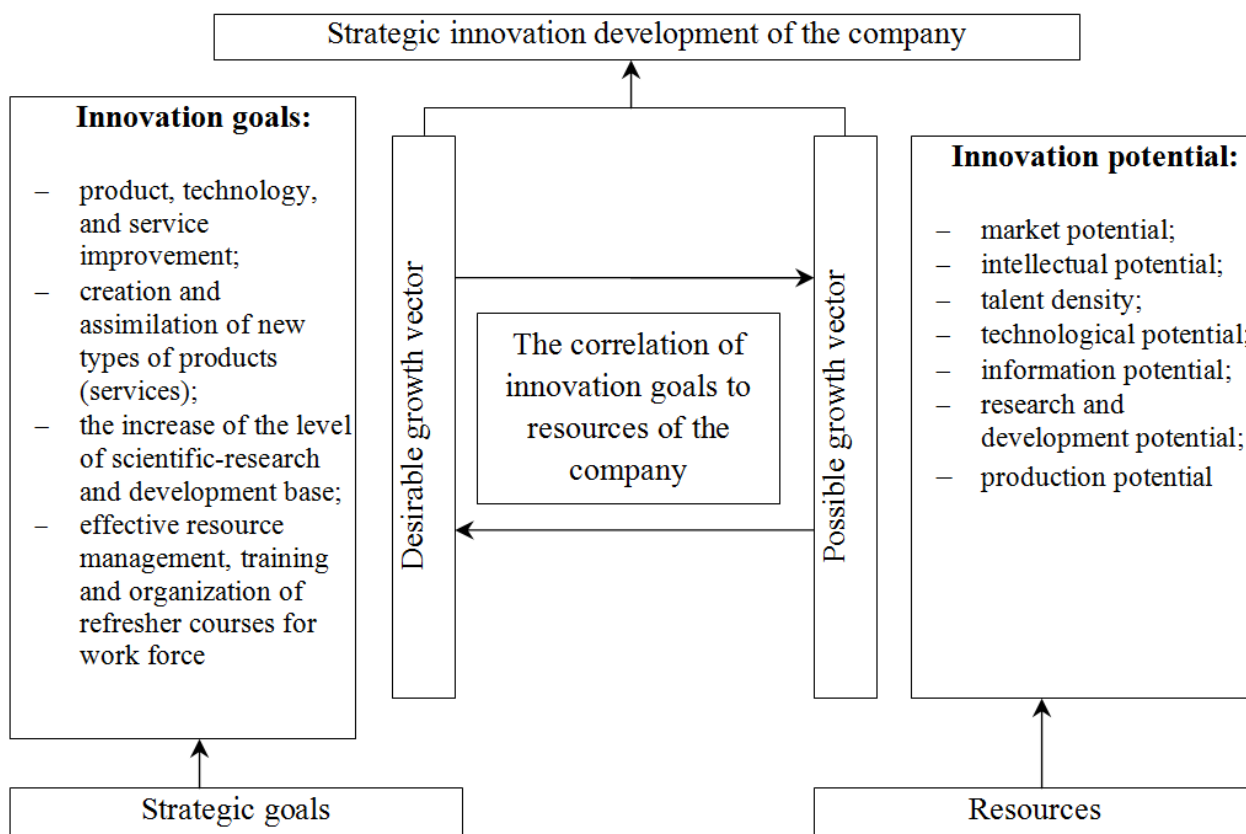 Strategic innovation development of the company
Innovation goals:
– product, technology,
and service
improvement;
– creation and
assimilation of new
types of products
(services);
– the increase of the level
of scientific-research
and development base;
– effective resource
management, training
and organization of
refresher courses for
work force
Desirable growth vector
The correlation of
innovation goals to
resources of the
company
Possible growth vector
Innovation potential:
– market potential;
– intellectual potential;
– talent density;
– technological potential;
– information potential;
– research and
development potential;
– production potential
Strategic goals
Resources